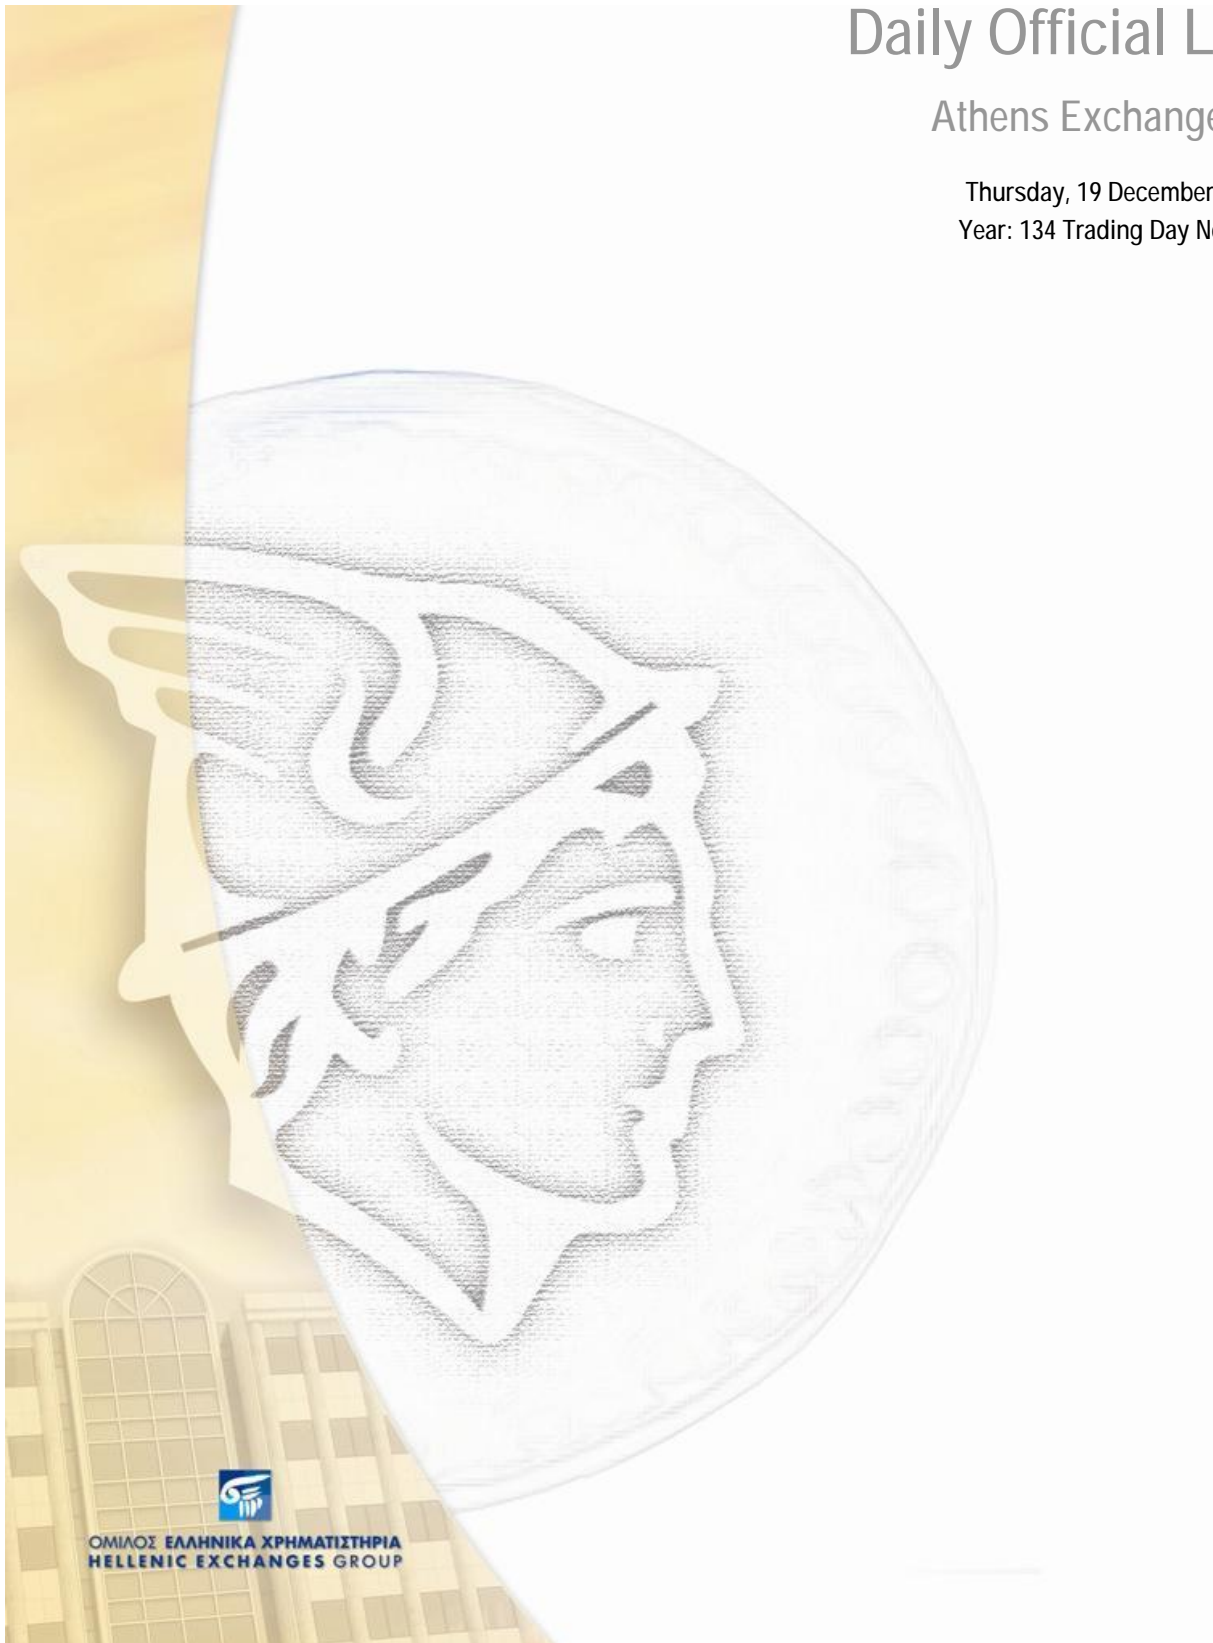 Daily Official L
Athens Exchange
Thursday, 19 December
Year: 134 Trading Day N
ΟΜΙΛΟΣ ΕΛΛΗΝΙΚΑ ΧΡΗΜΑΤΙΣΤΗΡΙΑ
HELLENIC EXCHANGES GROUP